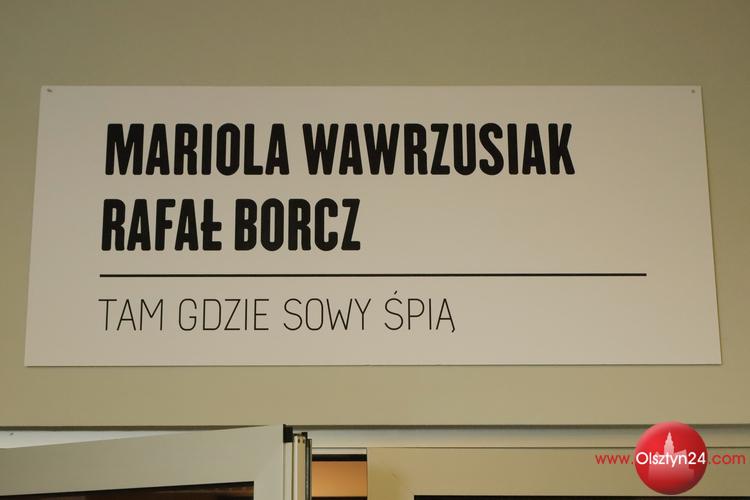 MARIOLA WAWRZUSIAK
RAFAŁ BORCZ
TAM GDZIE SOWY ŚPIĄ
www.Olsztyn24.com